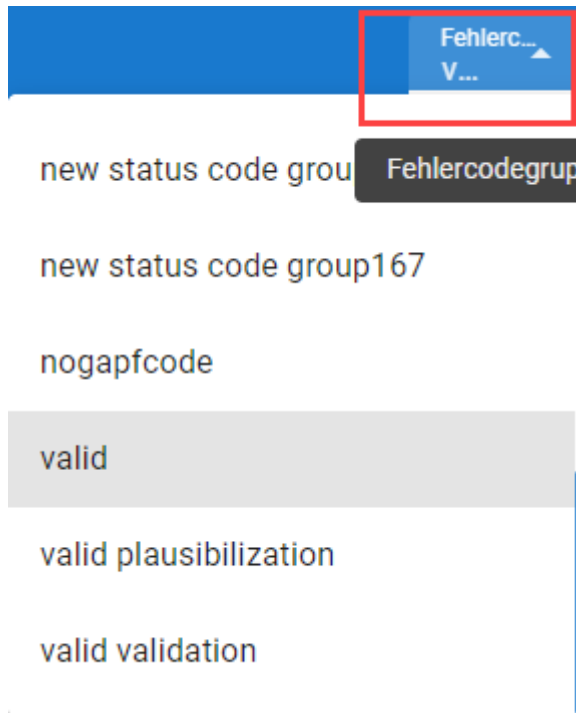 Fehlerc...
V...
new status code grou
Fehlercodegrup
new status code group167
nogapfcode
valid
valid plausibilization
valid validation